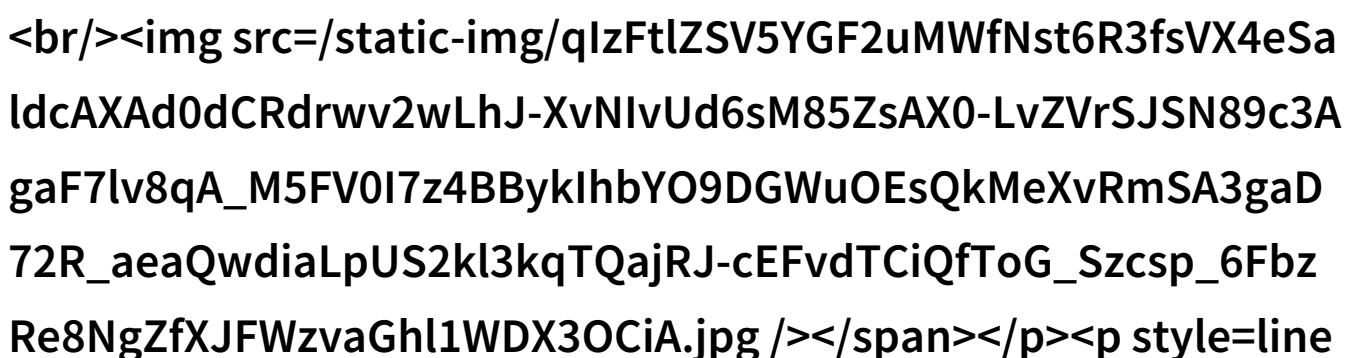 <br/><img src=/static-img/qIzFtlZSV5YGF2uMWfNst6R3fsVX4eSa
ldcAXAd0dCRdrwv2wLhJ-XvNIvUd6sM85ZsAX0-LvZVrSJSN89c3A
gaF7lv8qA_M5FV0I7z4BBykIhbYO9DGWuOEsQkMeXvRmSA3gaD
72R_aeaQwdiaLpUS2kl3kqTQajRJ-cEFvdTCiQfToG_Szcsp_6Fbz
Re8NgZfXJFWzvaGhl1WDX3OCiA.jpg /></span></p><p style=line